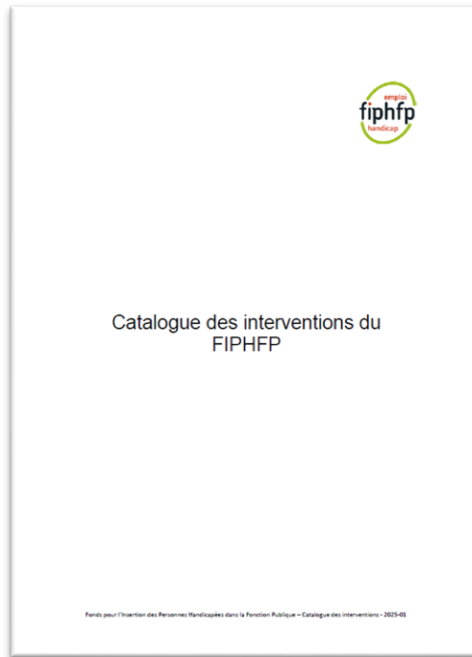 emploi
fiphfp
handicap
Catalogue des interventions du
FIPHFP
Fonds pour l'Insertion des Personnes Handicapées dans la Fonction Publique – Catalogue des interventions - 2025-01